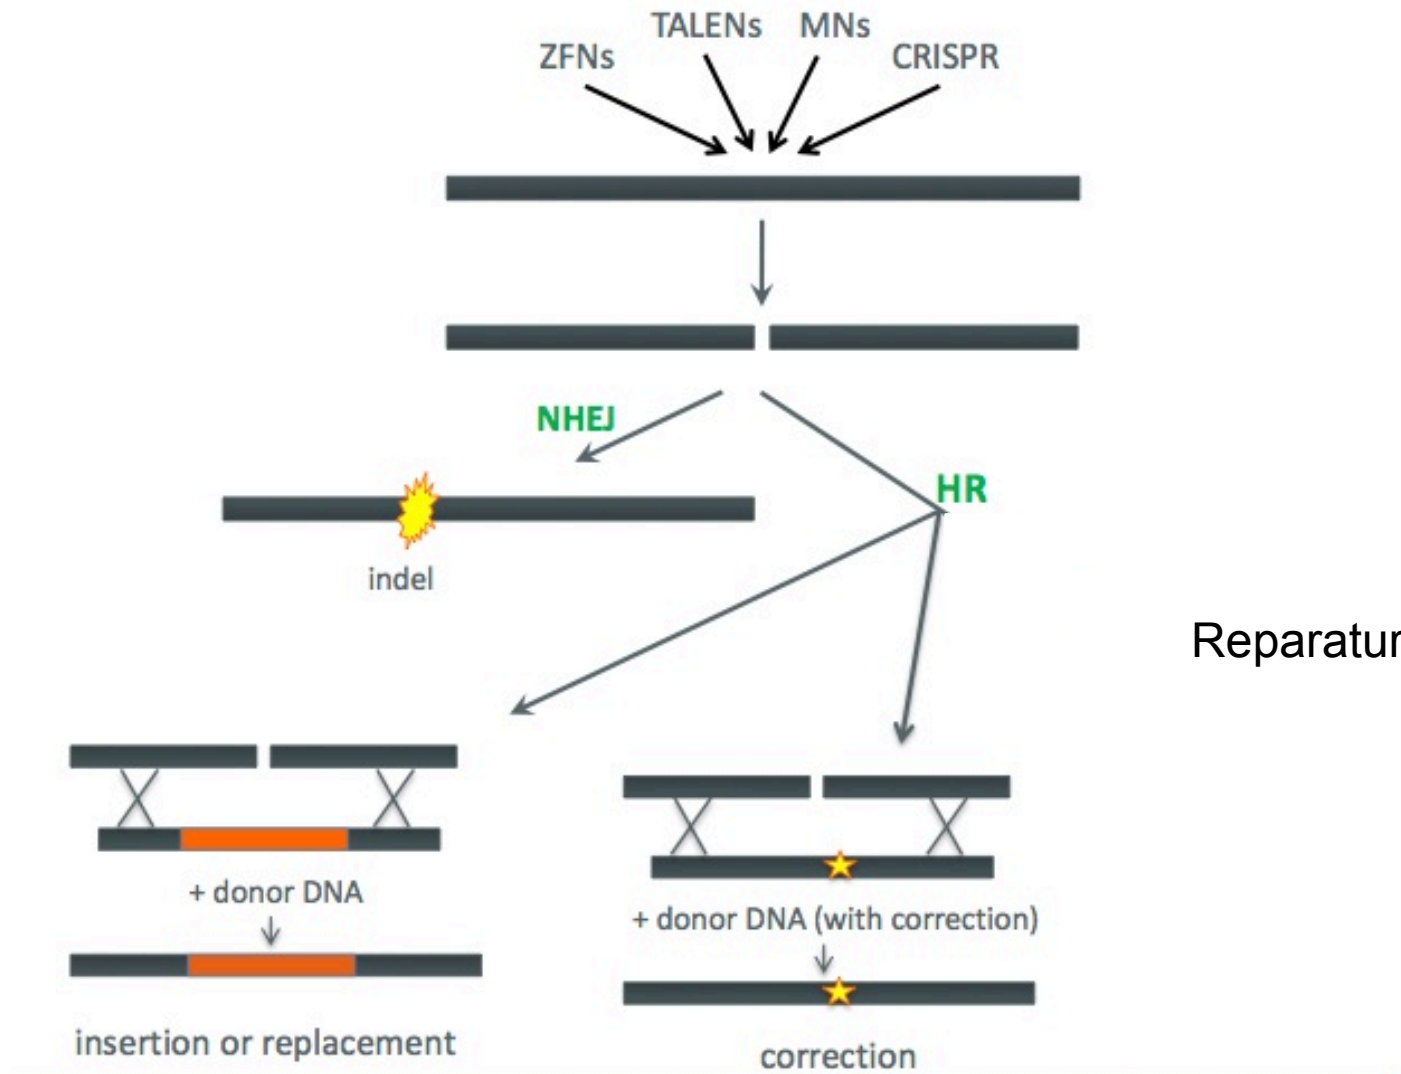 TALENs MNs
ZFNs CRISPR
NHEJ
HR
indel
Reparatur
+ donor DNA
+ donor DNA (with correction)
insertion or replacement
correction